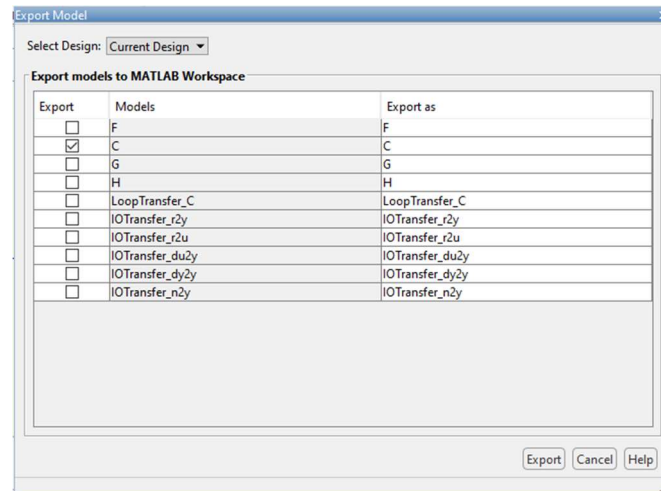 Export Model
Select Design: Current Design
Export models to MATLAB Workspace
Export Models Export as
F F
C C
G G
H H
LoopTransfer_C LoopTransfer_C
IOTransfer_r2y IOTransfer_r2y
IOTransfer_r2u IOTransfer_r2u
IOTransfer_du2y IOTransfer_du2y
IOTransfer_dy2y IOTransfer_dy2y
IOTransfer_n2y IOTransfer_n2y
Export Cancel Help